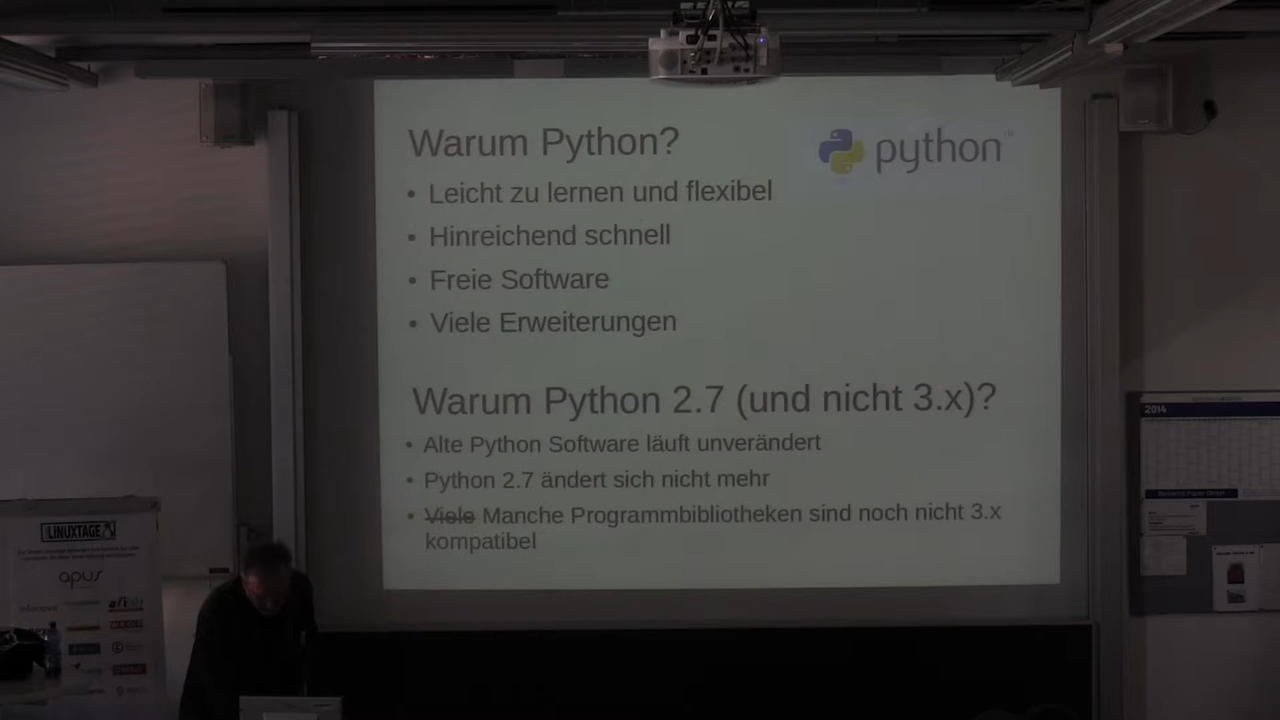 Warum Python?
python
• Leicht zu lernen und flexibel
• Hinreichend schnell
• Freie Software
• Viele Erweiterungen
Warum Python 2.7 (und nicht 3.x)?
• Alte Python Software läuft unverändert
• Python 2.7 ändert sich nicht mehr
• Viele Manche Programmbibliotheken sind noch nicht 3.x
kompatibel
2014
LINUXTAGE
apus